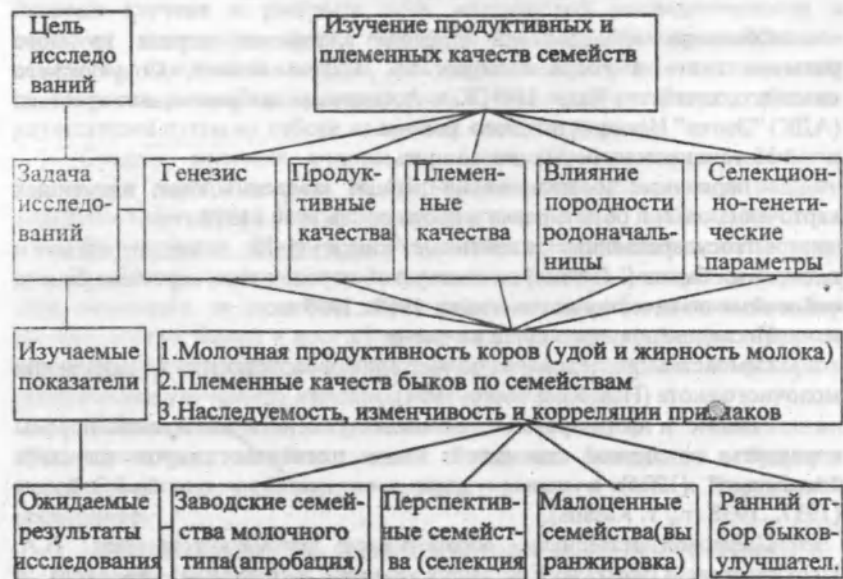 Цель
исследо
ваний
Изучение продуктивных и
племенных качеств семейств
Задача
исследо-
ваний
Генезис
Продук-
тивные
качества
Племен-
ные
качества
Влияние
породности
родоначаль-
ницы
Селекцион-
но-генети-
ческие
параметры
Изучаемые
показатели
1.Молочная продуктивность коров (удой и жирность молока)
2.Племенные качеств быков по семействам
3.Наследуемость, изменчивость и корреляции признаков
Ожидаемые
результаты
исследования
Заводские семей-
ства молочного
типа(апробация)
Перспектив-
ные семейст-
ва (селекция
Малоценные
семейства(вы
ранжировка)
Ранний от-
бор быков-
улучшател.